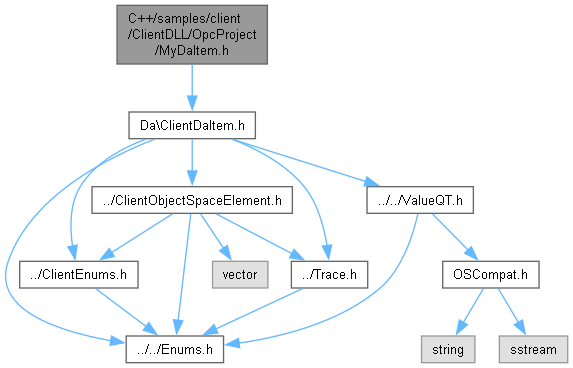 C++/samples/client
/ClientDLL/OpcProject
/MyDaItem.h
Da\ClientDaItem.h
../ClientObjectSpaceElement.h
../../ValueQT.h
../ClientEnums.h
vector
../Trace.h
OSCompat.h
../../Enums.h
string
sstream